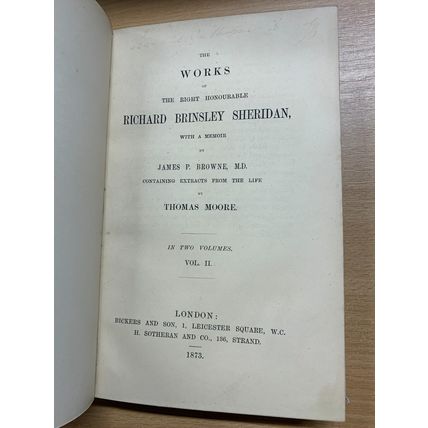 THE
WORKS
OF
THE RIGHT HONOURABLE
RICHARD BRINSLEY SHERIDAN,
WITH A MEMOIR
BY
JAMES P. BROWNE, M.D.
CONTAINING EXTRACTS FROM THE LIFE
BY
THOMAS MOORE.
IN TWO VOLUMES.
VOL. II.
LONDON:
BICKERS AND SON, 1, LEICESTER SQUARE, W.C.
H. SOTHERAN AND CO., 136, STRAND.
1873.